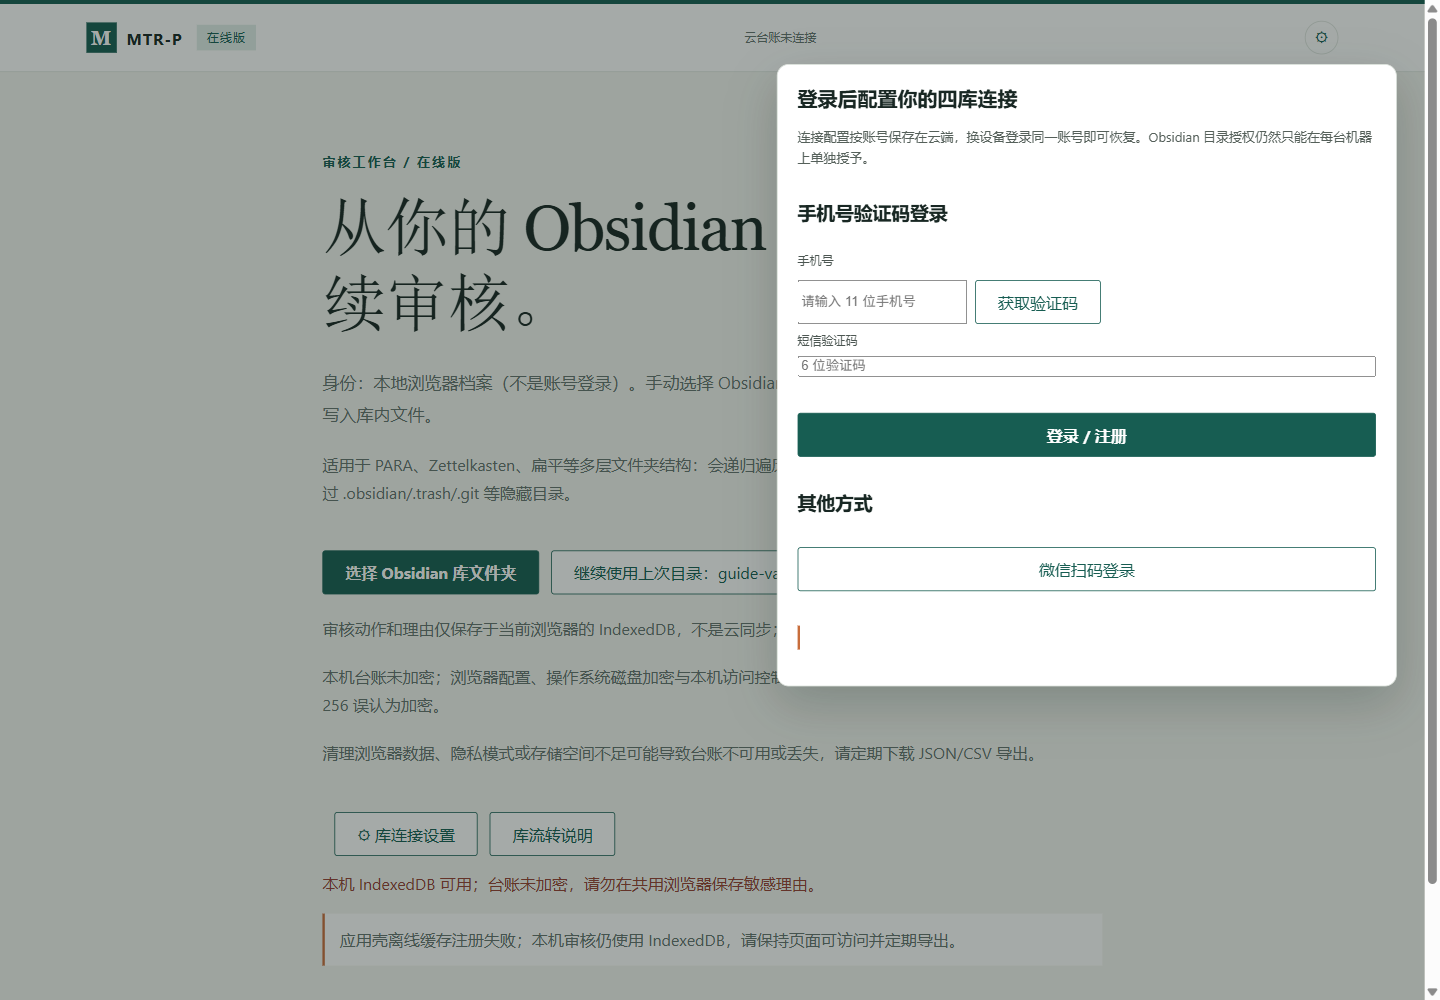 M MTR-P 在线版
云台账未连接
审核工作台 / 在线版
从你的 Obsidian
续审核。
身份：本地浏览器档案（不是账号登录）。手动选择 Obsidian
写入库内文件。
适用于 PARA、Zettelkasten、扁平等多层文件夹结构：会递归遍
过 .obsidian/.trash/.git 等隐藏目录。
选择 Obsidian 库文件夹
继续使用上次目录：guide-va
审核动作和理由仅保存于当前浏览器的 IndexedDB，不是云同步；
本机台账未加密；浏览器配置、操作系统磁盘加密与本机访问控
256 误认为加密。
清理浏览器数据、隐私模式或存储空间不足可能导致台账不可用或丢失，请定期下载 JSON/CSV 导出。
库连接设置
库流转说明
本机 IndexedDB 可用；台账未加密，请勿在共用浏览器保存敏感理由。
应用壳离线缓存注册失败；本机审核仍使用 IndexedDB，请保持页面可访问并定期导出。
登录后配置你的四库连接
连接配置按账号保存在云端，换设备登录同一账号即可恢复。Obsidian 目录授权仍然只能在每台机器
上单独授予。
手机号验证码登录
手机号
请输入 11 位手机号
获取验证码
短信验证码
6 位验证码
登录 / 注册
其他方式
微信扫码登录